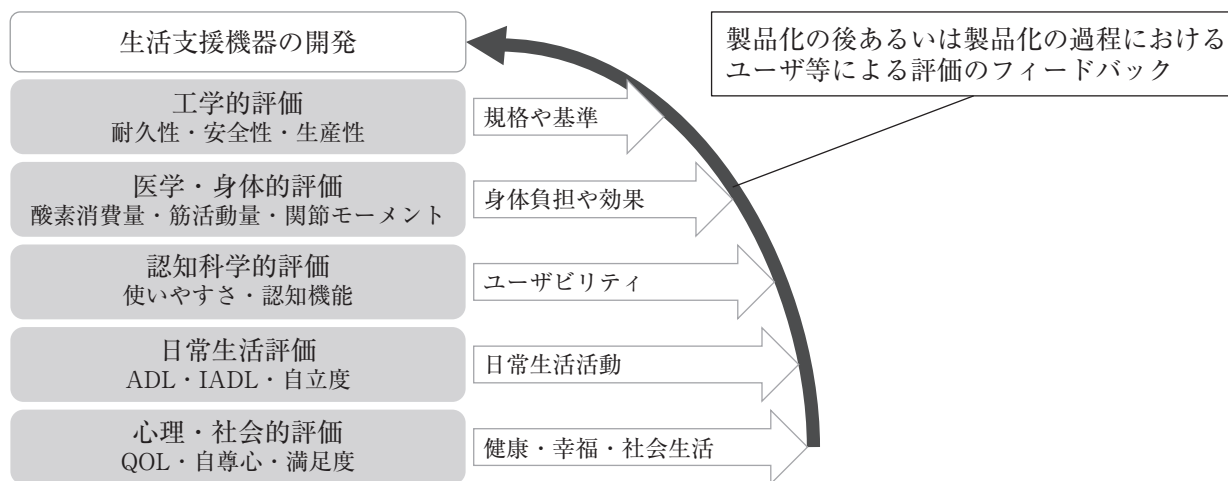 生活支援機器の開発
製品化の後あるいは製品化の過程における
ユーザ等による評価のフィードバック
工学的評価
耐久性・安全性・生産性
規格や基準
医学・身体的評価
酸素消費量・筋活動量・関節モーメント
身体負担や効果
認知科学的評価
使いやすさ・認知機能
ユーザビリティ
日常生活評価
ADL・IADL・自立度
日常生活活動
心理・社会的評価
QOL・自尊心・満足度
健康・幸福・社会生活